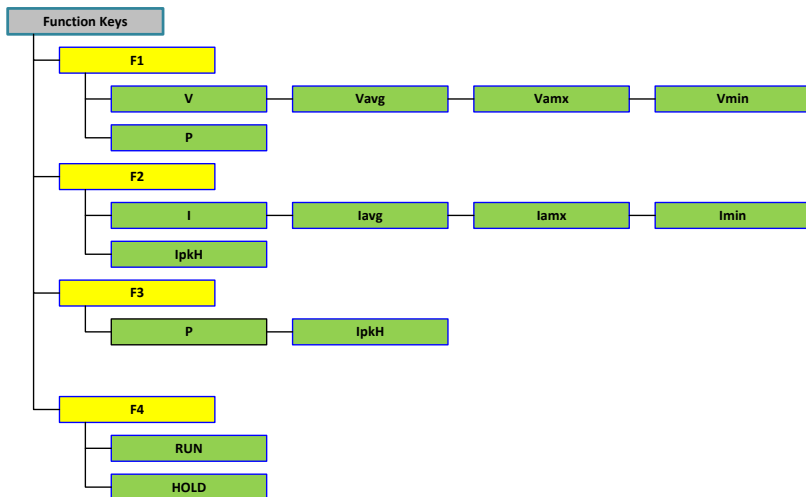 Function Keys
F1
V Vavg Vamx Vmin
P
F2
I Iavg Iamx Imin
IpkH
F3
P IpkH
F4
RUN
HOLD